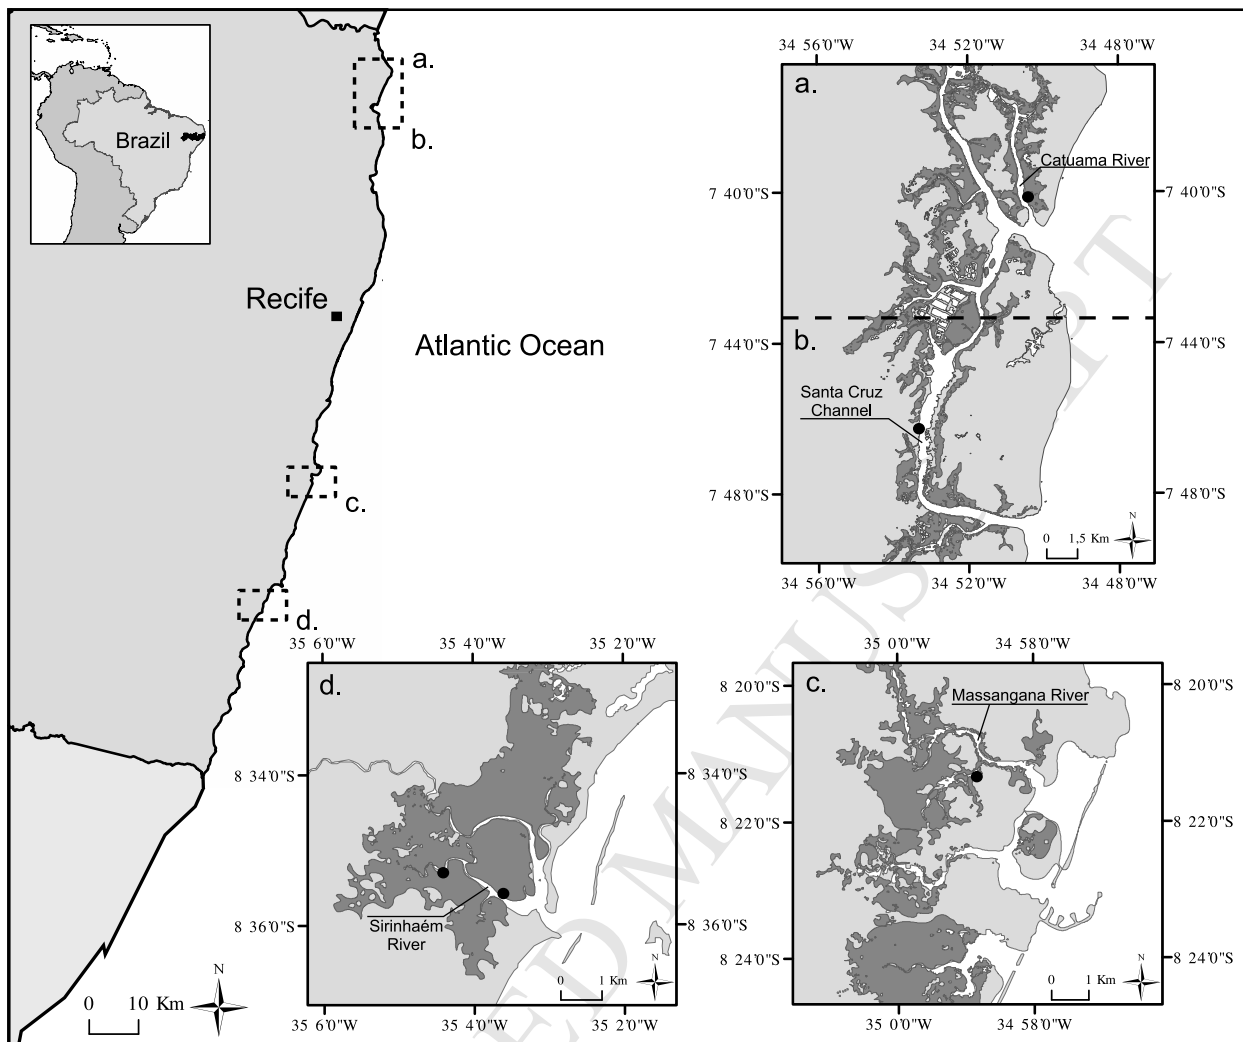 Brazil
a.
b.
Recife
Atlantic Ocean
c.
d.
0 10 Km
N
34 56'0"W 34 52'0"W 34 48'0"W
a.
Catuama River
7 40'0"S 7 40'0"S
b.
7 44'0"S 7 44'0"S
Santa Cruz
Channel
7 48'0"S 7 48'0"S
N
0 1,5 Km
34 56'0"W 34 52'0"W 34 48'0"W
35 6'0"W 35 4'0"W 35 2'0"W
d.
8 34'0"S 8 34'0"S
Sirinhaém
River
8 36'0"S 8 36'0"S
N
0 1 Km
35 6'0"W 35 4'0"W 35 2'0"W
35 0'0"W 34 58'0"W
c.
8 20'0"S 8 20'0"S
Massangana River
8 22'0"S 8 22'0"S
8 24'0"S 8 24'0"S
N
0 1 Km
35 0'0"W 34 58'0"W
ED MANUSCRIPT